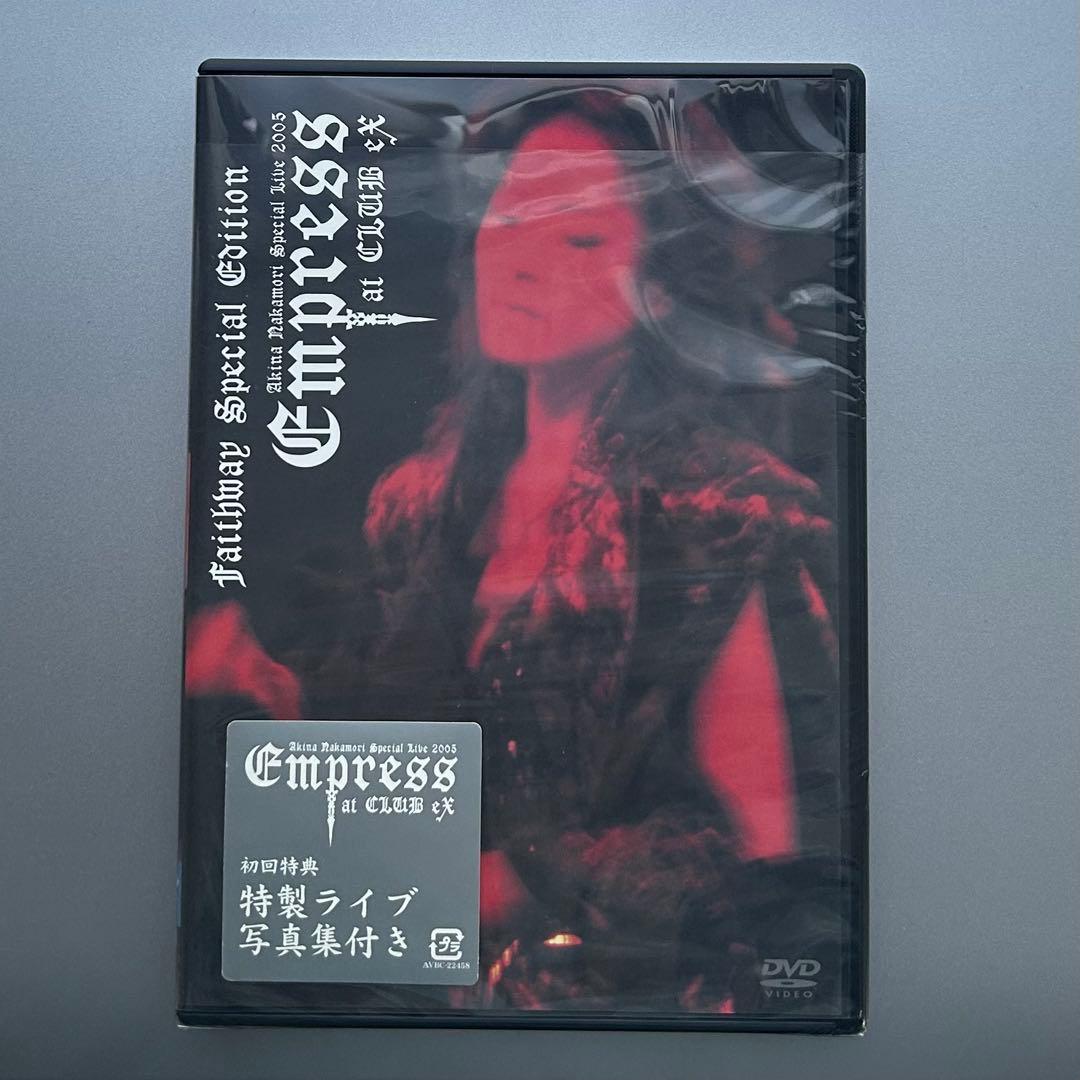 Faithway Special Edition
Akina Nakamori Special Live 2005
Empress
at CLUB eX
Akina Nakamori Special Live 2005
Empress
at CLUB eX
初回特典
特製ライブ
写真集付き
プラ
AVBC-22458
DVD
VIDEO